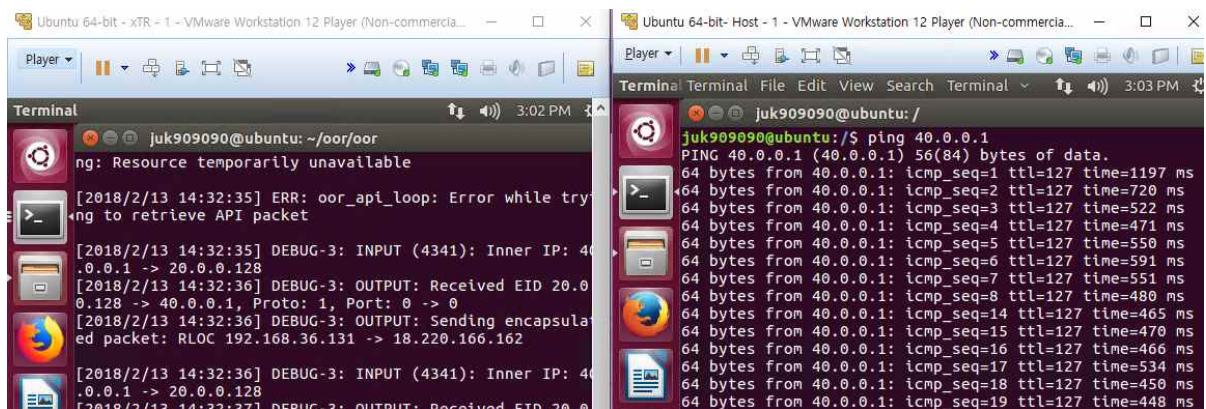 Ubuntu 64-bit - xTR - 1 - VMware Workstation 12 Player (Non-commercia...
Player
Terminal
3:02 PM
juk909090@ubuntu: ~/oor/oor
ng: Resource temporarily unavailable
[2018/2/13 14:32:35] ERR: oor_api_loop: Error while tryi
ng to retrieve API packet
[2018/2/13 14:32:35] DEBUG-3: INPUT (4341): Inner IP: 40
.0.0.1 -> 20.0.0.128
[2018/2/13 14:32:36] DEBUG-3: OUTPUT: Received EID 20.0
0.128 -> 40.0.0.1, Proto: 1, Port: 0 -> 0
[2018/2/13 14:32:36] DEBUG-3: OUTPUT: Sending encapsulat
ed packet: RLOC 192.168.36.131 -> 18.220.166.162
[2018/2/13 14:32:36] DEBUG-3: INPUT (4341): Inner IP: 40
.0.0.1 -> 20.0.0.128
[2018/2/13 14:32:37] DEBUG-3: OUTPUT: Received EID 20.0
Ubuntu 64-bit- Host - 1 - VMware Workstation 12 Player (Non-commercia...
Player
Terminal Terminal File Edit View Search Terminal
3:03 PM
juk909090@ubuntu: /
juk909090@ubuntu:/$ ping 40.0.0.1
PING 40.0.0.1 (40.0.0.1) 56(84) bytes of data.
64 bytes from 40.0.0.1: icmp_seq=1 ttl=127 time=1197 ms
64 bytes from 40.0.0.1: icmp_seq=2 ttl=127 time=720 ms
64 bytes from 40.0.0.1: icmp_seq=3 ttl=127 time=522 ms
64 bytes from 40.0.0.1: icmp_seq=4 ttl=127 time=471 ms
64 bytes from 40.0.0.1: icmp_seq=5 ttl=127 time=550 ms
64 bytes from 40.0.0.1: icmp_seq=6 ttl=127 time=591 ms
64 bytes from 40.0.0.1: icmp_seq=7 ttl=127 time=551 ms
64 bytes from 40.0.0.1: icmp_seq=8 ttl=127 time=480 ms
64 bytes from 40.0.0.1: icmp_seq=14 ttl=127 time=465 ms
64 bytes from 40.0.0.1: icmp_seq=15 ttl=127 time=470 ms
64 bytes from 40.0.0.1: icmp_seq=16 ttl=127 time=466 ms
64 bytes from 40.0.0.1: icmp_seq=17 ttl=127 time=534 ms
64 bytes from 40.0.0.1: icmp_seq=18 ttl=127 time=450 ms
64 bytes from 40.0.0.1: icmp_seq=19 ttl=127 time=448 ms